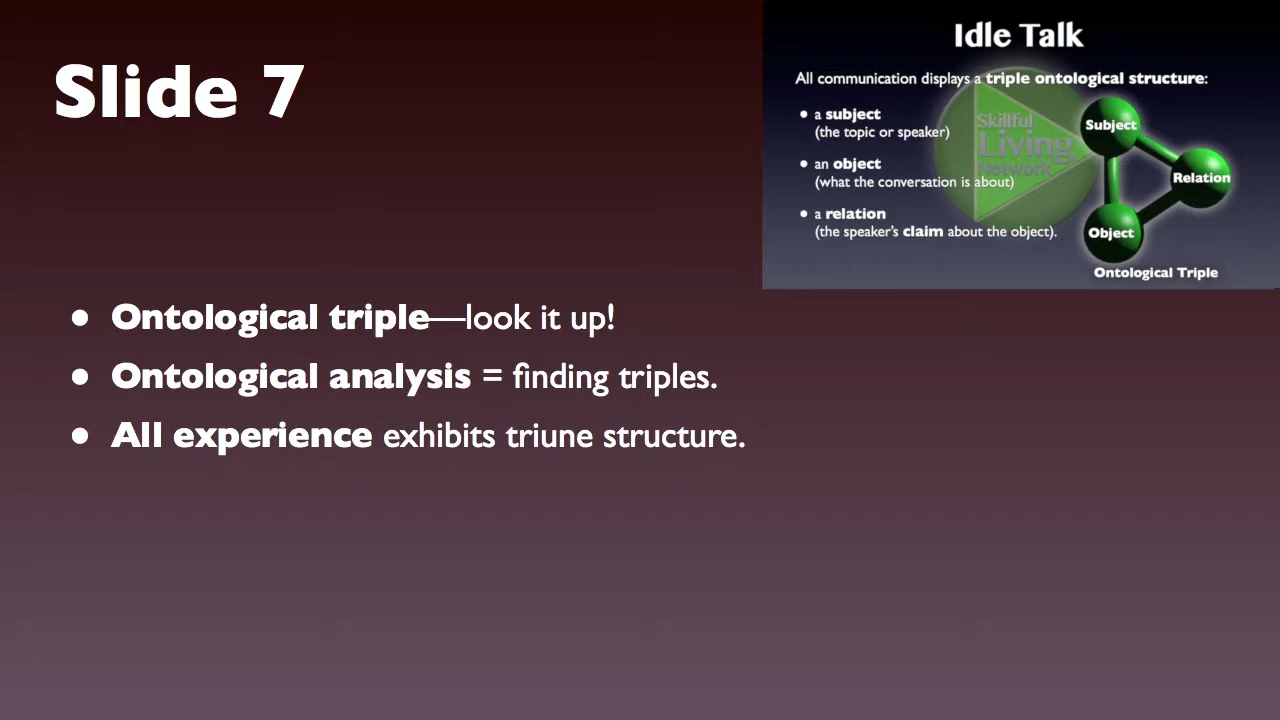 Slide 7
● Ontological triple—look it up!
● Ontological analysis = finding triples.
● All experience exhibits triune structure.
Idle Talk
All communication displays a triple ontological structure:
● a subject
(the topic or speaker)
● an object
(what the conversation is about)
● a relation
(the speaker's claim about the object).
Skillful
Living
Network
Subject
Relation
Object
Ontological Triple